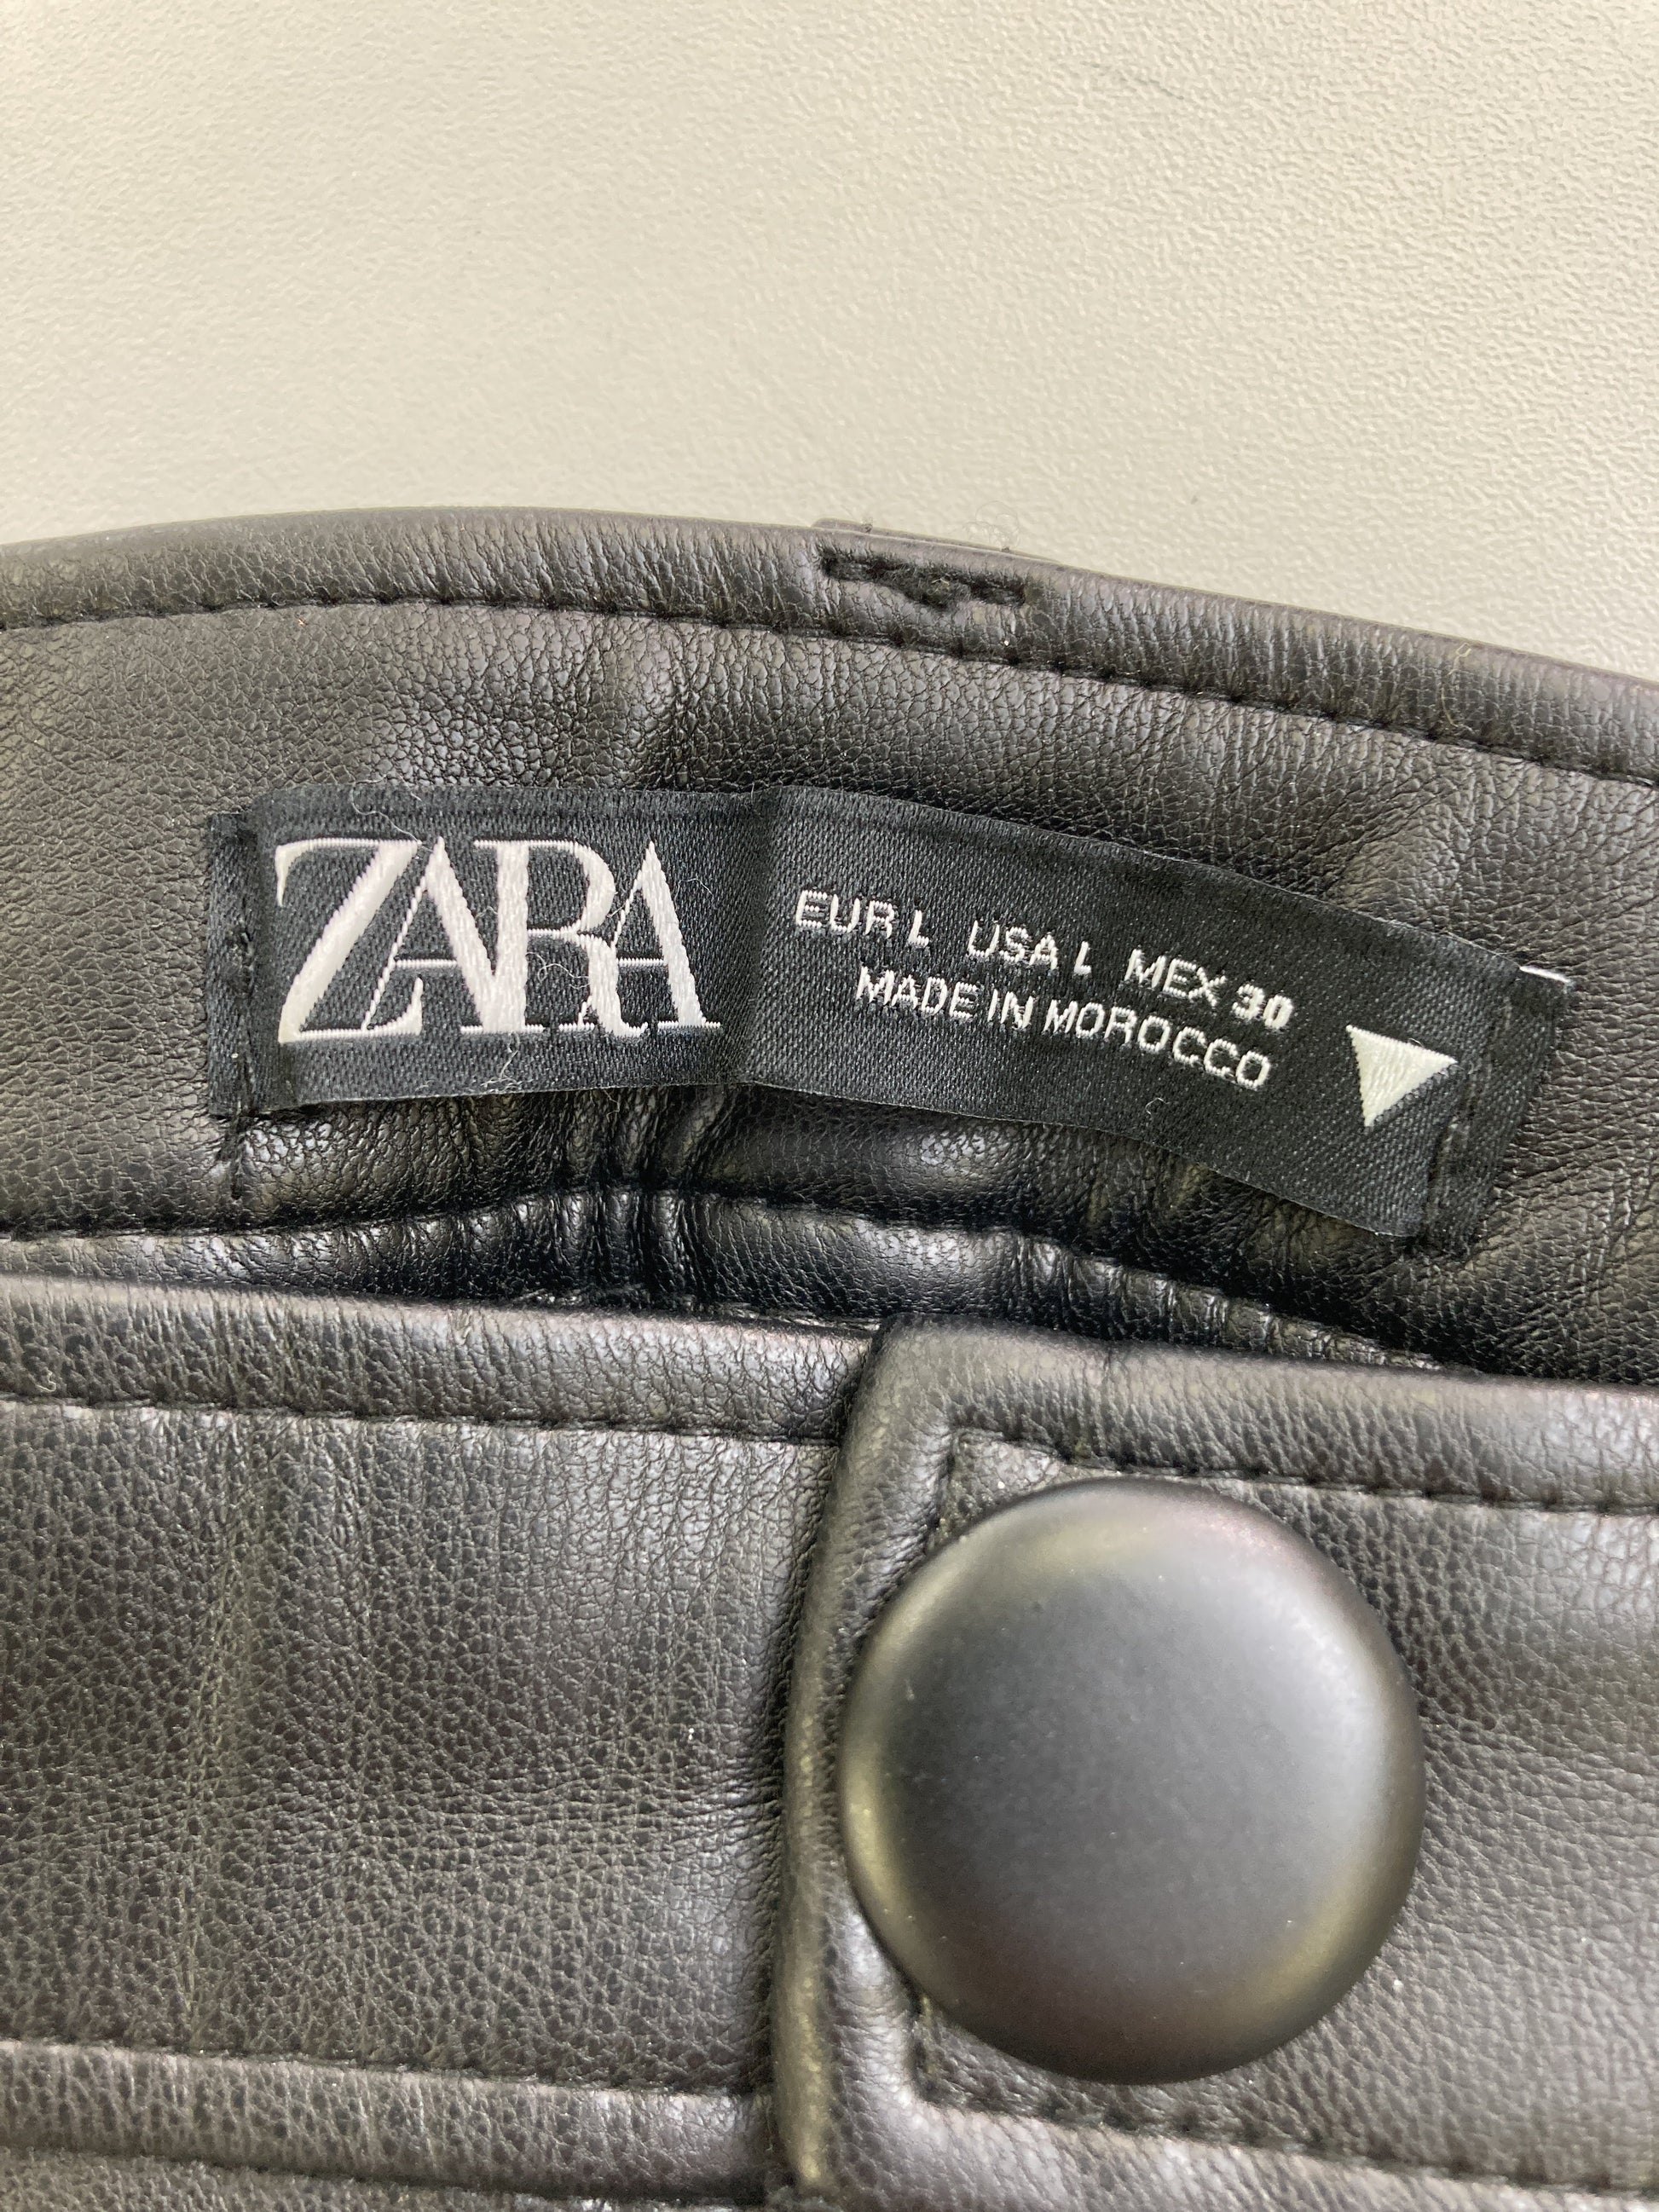 ZARA
EUR L USA L MEX 30
MADE IN MOROCCO